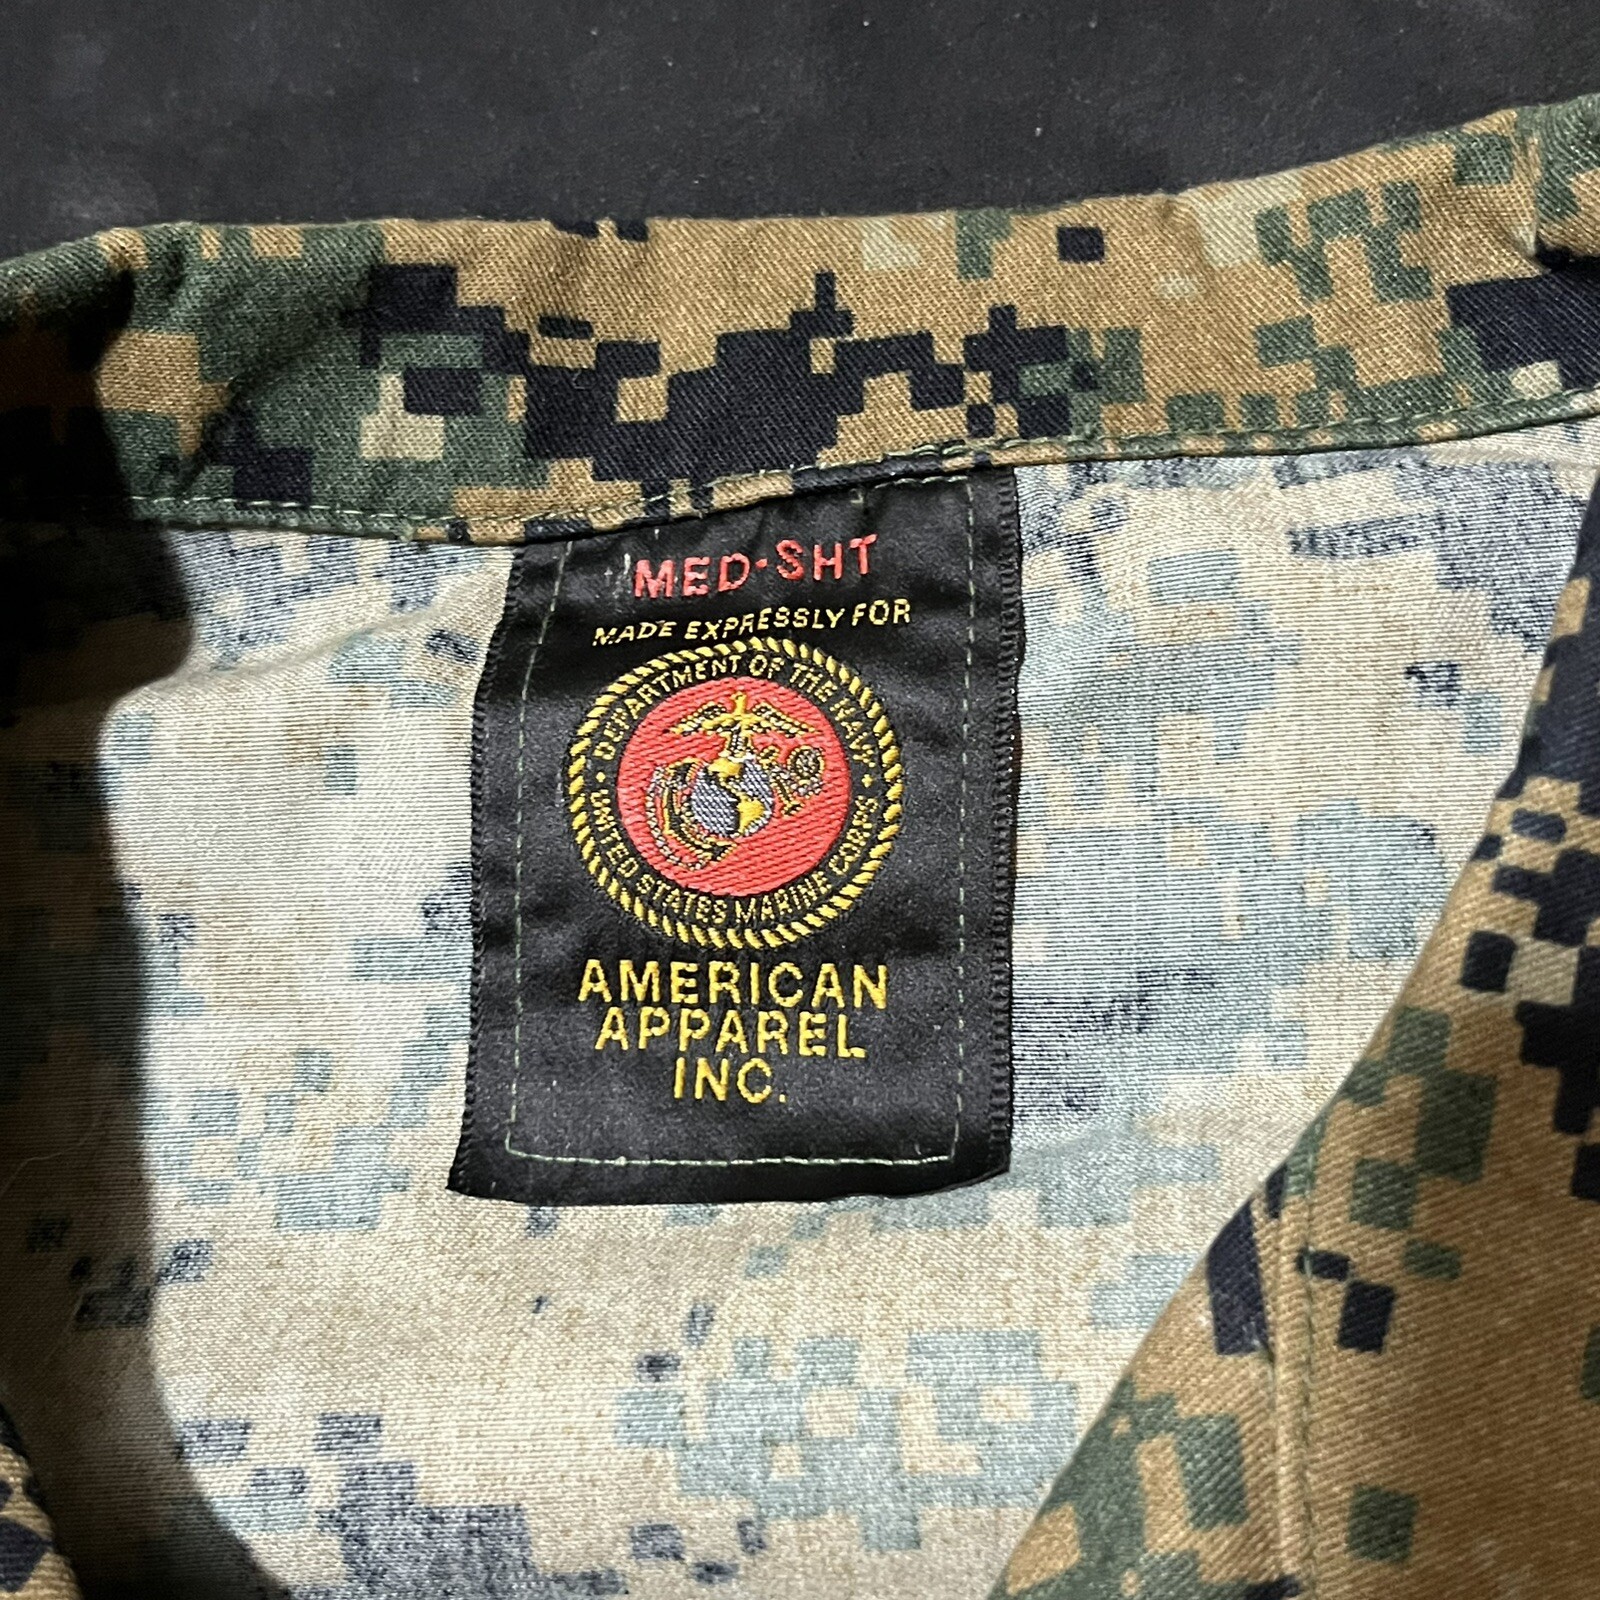 MED·SHT
MADE EXPRESSLY FOR
DEPARTMENT OF THE NAVY
UNITED STATES MARINE CORPS
AMERICAN
APPAREL
INC.